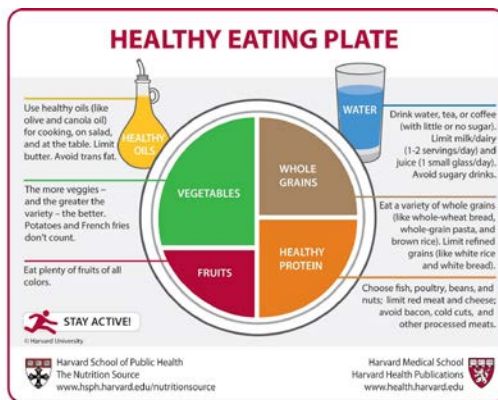 HEALTHY EATING PLATE
Use healthy oils (like
olive and canola oil)
for cooking, on salad,
and at the table. Limit
butter. Avoid trans fat.
HEALTHY
OILS
The more veggies –
and the greater the
variety – the better.
Potatoes and French fries
don't count.
Eat plenty of fruits of all
colors.
VEGETABLES
FRUITS
WHOLE
GRAINS
HEALTHY
PROTEIN
WATER
Drink water, tea, or coffee
(with little or no sugar).
Limit milk/dairy
(1-2 servings/day) and
juice (1 small glass/day).
Avoid sugary drinks.
Eat a variety of whole grains
(like whole-wheat bread,
whole-grain pasta, and
brown rice). Limit refined
grains (like white rice
and white bread).
Choose fish, poultry, beans, and
nuts; limit red meat and cheese;
avoid bacon, cold cuts, and
other processed meats.
STAY ACTIVE!
© Harvard University
Harvard School of Public Health
The Nutrition Source
www.hsph.harvard.edu/nutritionsource
Harvard Medical School
Harvard Health Publications
www.health.harvard.edu